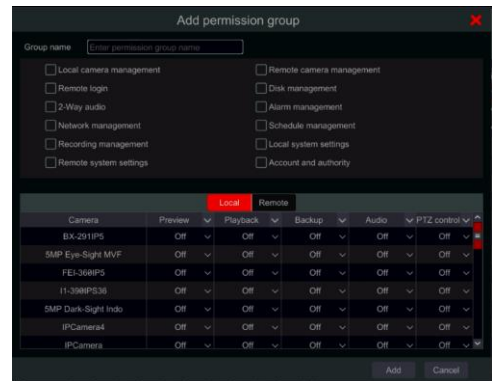 Add permission group
Group name Enter permission group name
Local camera management Remote camera management
Remote login Disk management
2-Way audio Alarm management
Network management Schedule management
Recording management Local system settings
Remote system settings Account and authority
Local Remote
Camera Preview Playback Backup Audio PTZ control
BX-291IP5 Off Off Off Off Off
5MP Eye-Sight MVF Off Off Off Off Off
FEI-360IP5 Off Off Off Off Off
I1-390IPS36 Off Off Off Off Off
5MP Dark-Sight Indo Off Off Off Off Off
IPCamera4 Off Off Off Off Off
IPCamera Off Off Off Off Off
Add Cancel